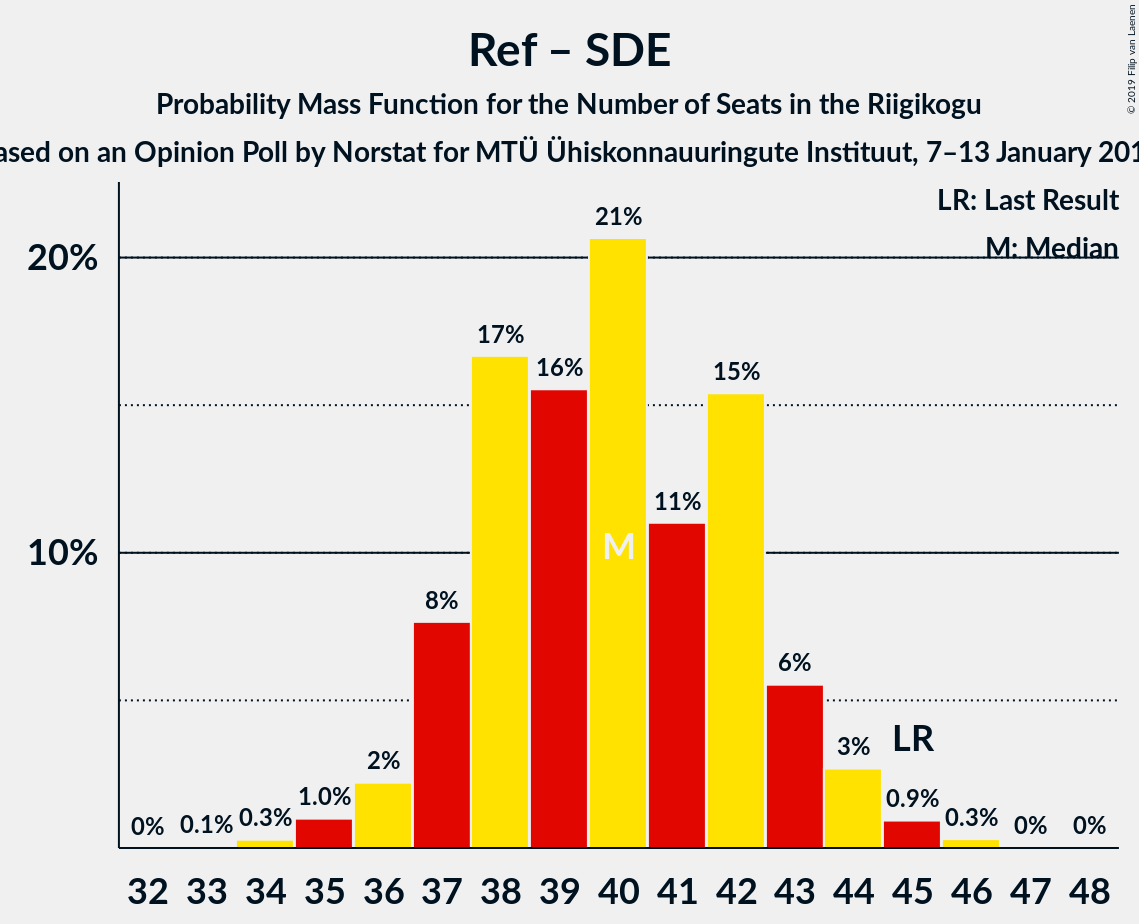 Ref – SDE
Probability Mass Function for the Number of Seats in the Riigikogu
ased on an Opinion Poll by Norstat for MTÜ Ühiskonnauuringute Instituut, 7–13 January 201
© 2019 Filip van Laenen
LR: Last Result
M: Median
20%
10%
0% 0.1% 0.3% 1.0% 2% 8% 17% 16% 21% 11% 15% 6% 3% 0.9% 0.3% 0% 0%
M
LR
32 33 34 35 36 37 38 39 40 41 42 43 44 45 46 47 48